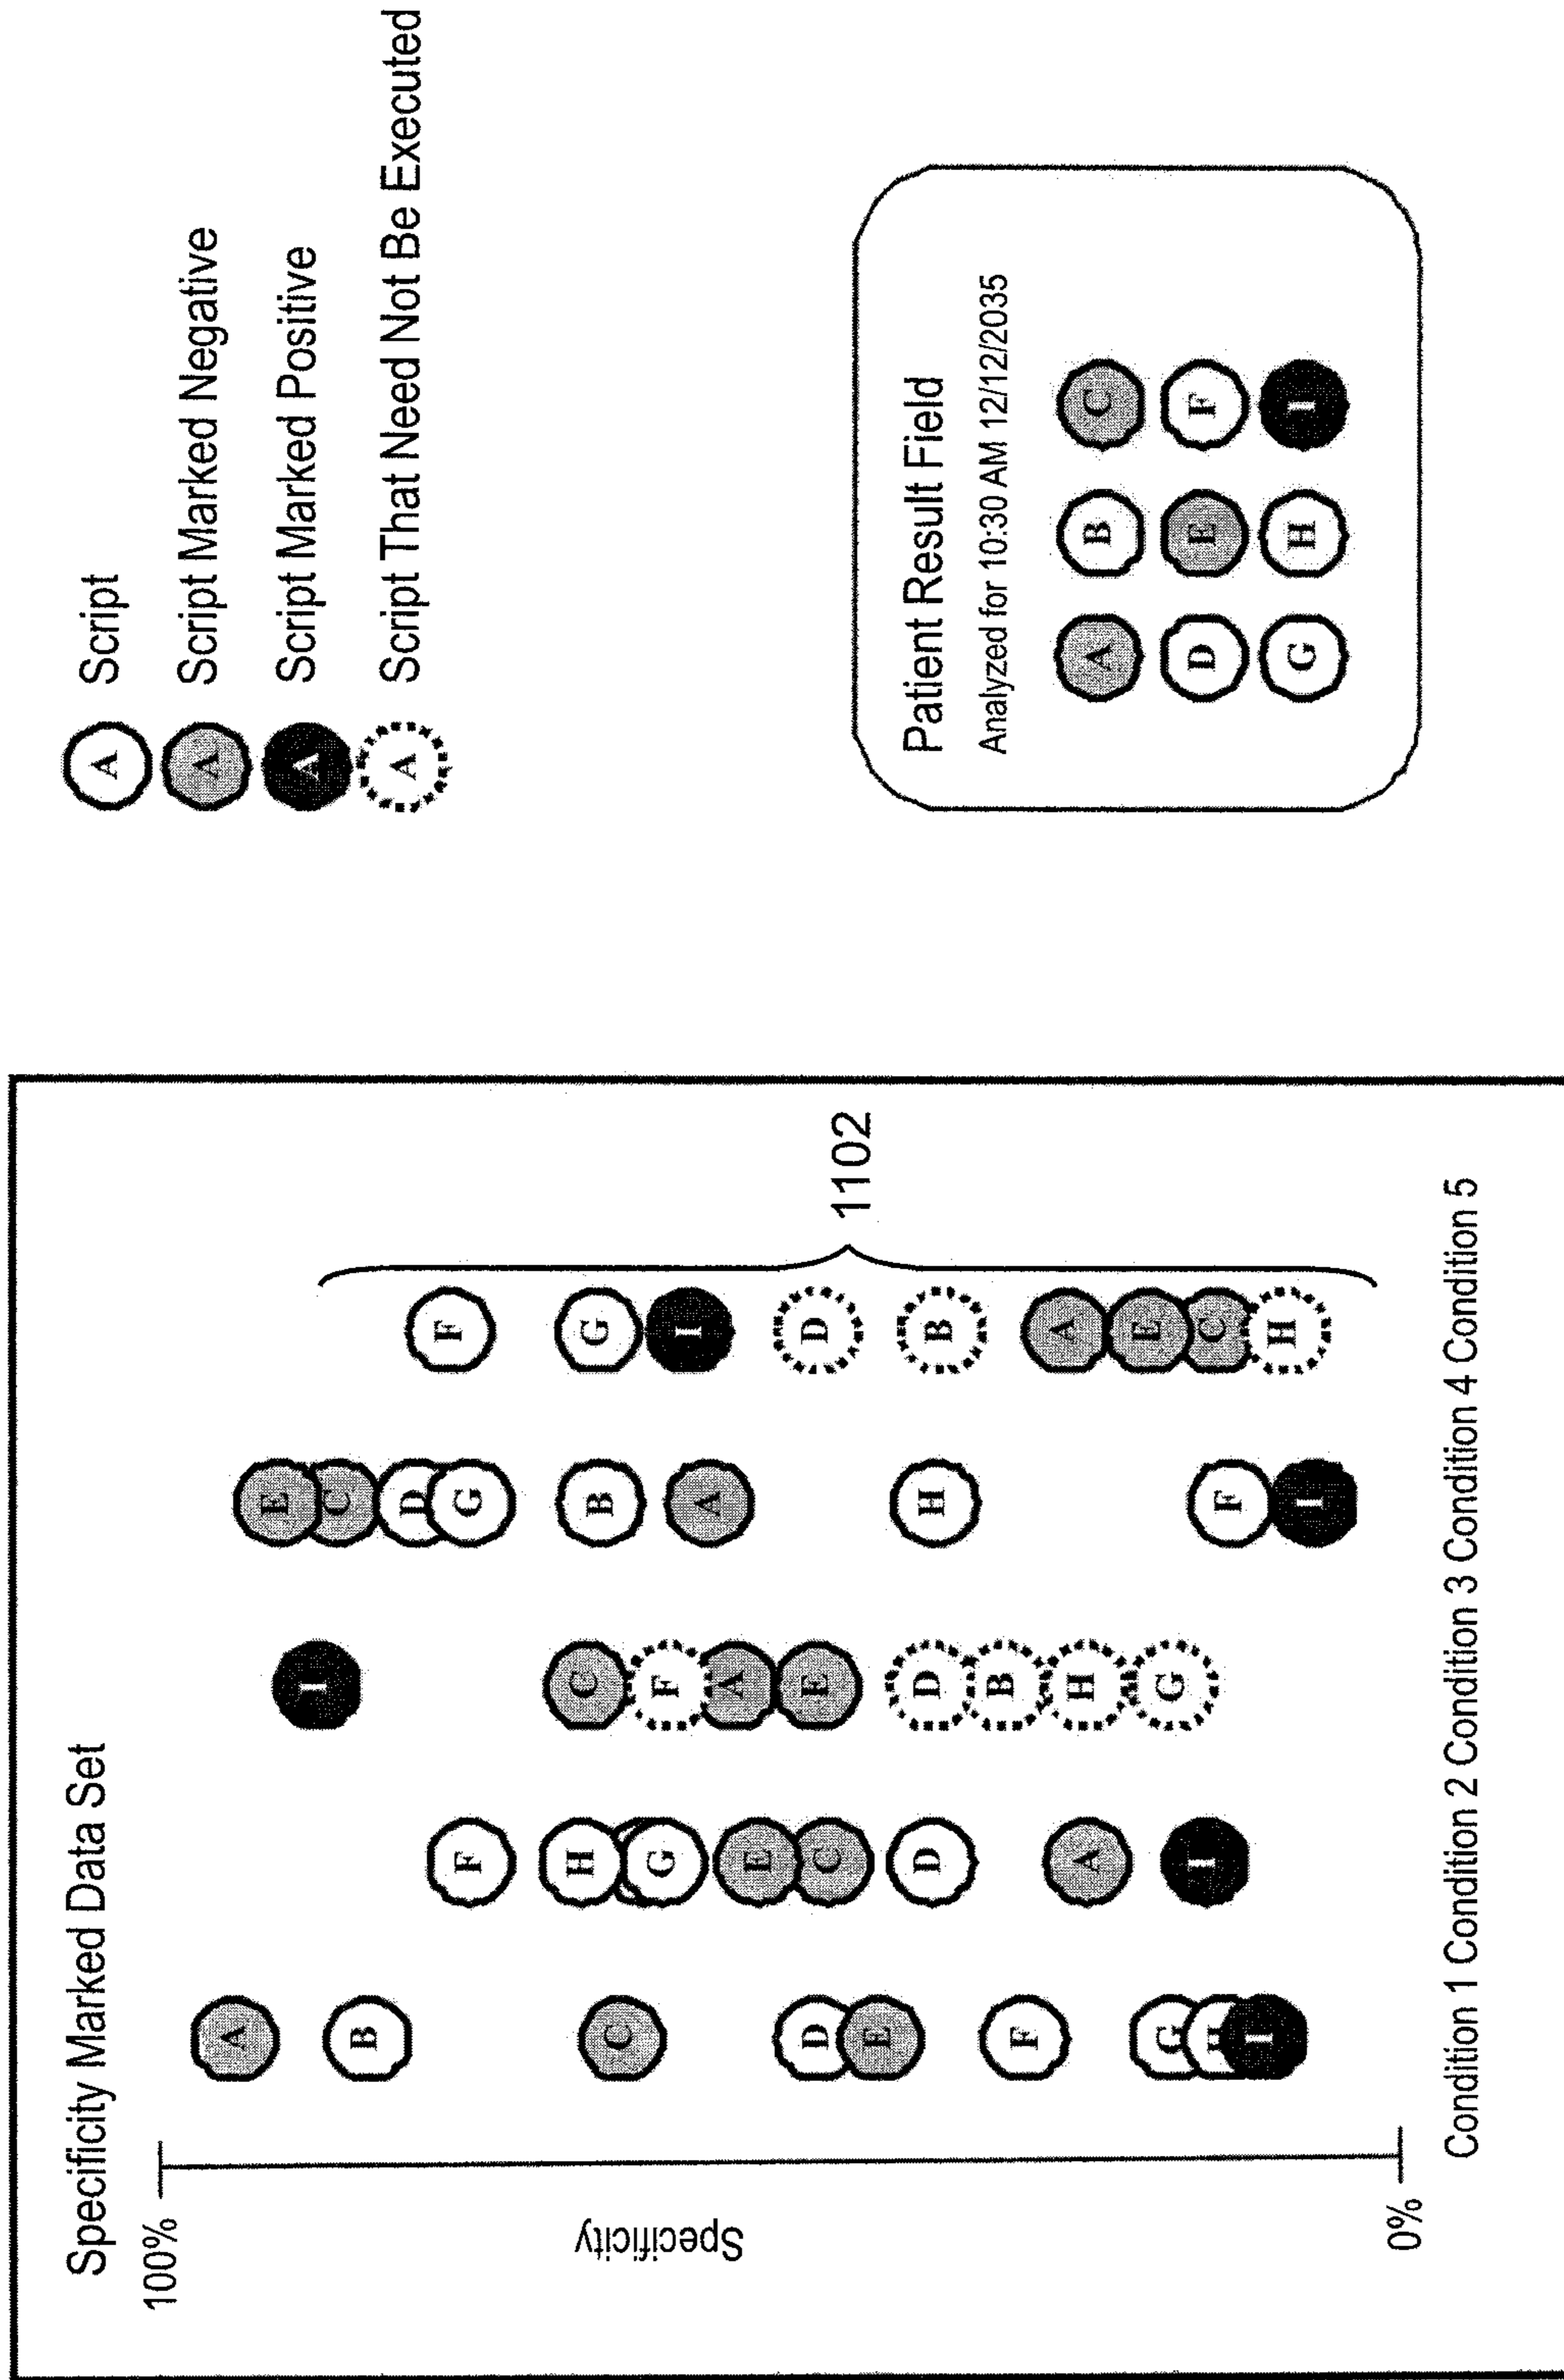 Specificity Marked Data Set
100%
Specificity
0%
A
B
C
D
E
F
G
H
I
F
H
G
E
C
D
A
I
I
C
F
A
E
D
B
H
G
E
C
D
G
B
A
H
F
I
F
G
I
D
B
A
E
C
H
1102
Condition 1 Condition 2 Condition 3 Condition 4 Condition 5
A Script
A Script Marked Negative
A Script Marked Positive
A Script That Need Not Be Executed
Patient Result Field
Analyzed for 10:30 AM 12/12/2035
A B C
D E F
G H I